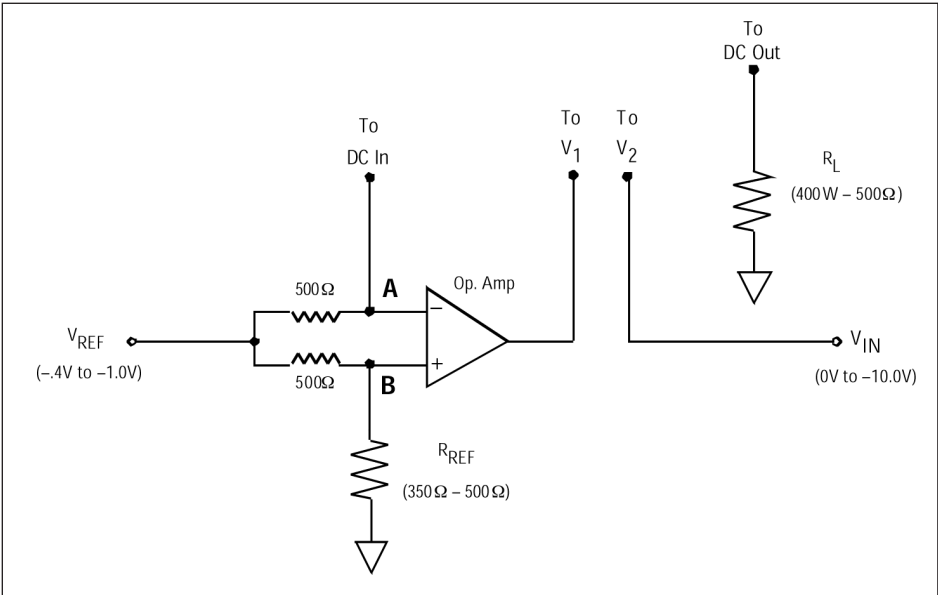 To
DC Out
To
DC In
To
V1
To
V2
RL
(400W – 500Ω)
500Ω
A
Op. Amp
–
VREF
(–.4V to –1.0V)
500Ω
B
+
VIN
(0V to –10.0V)
RREF
(350Ω – 500Ω)